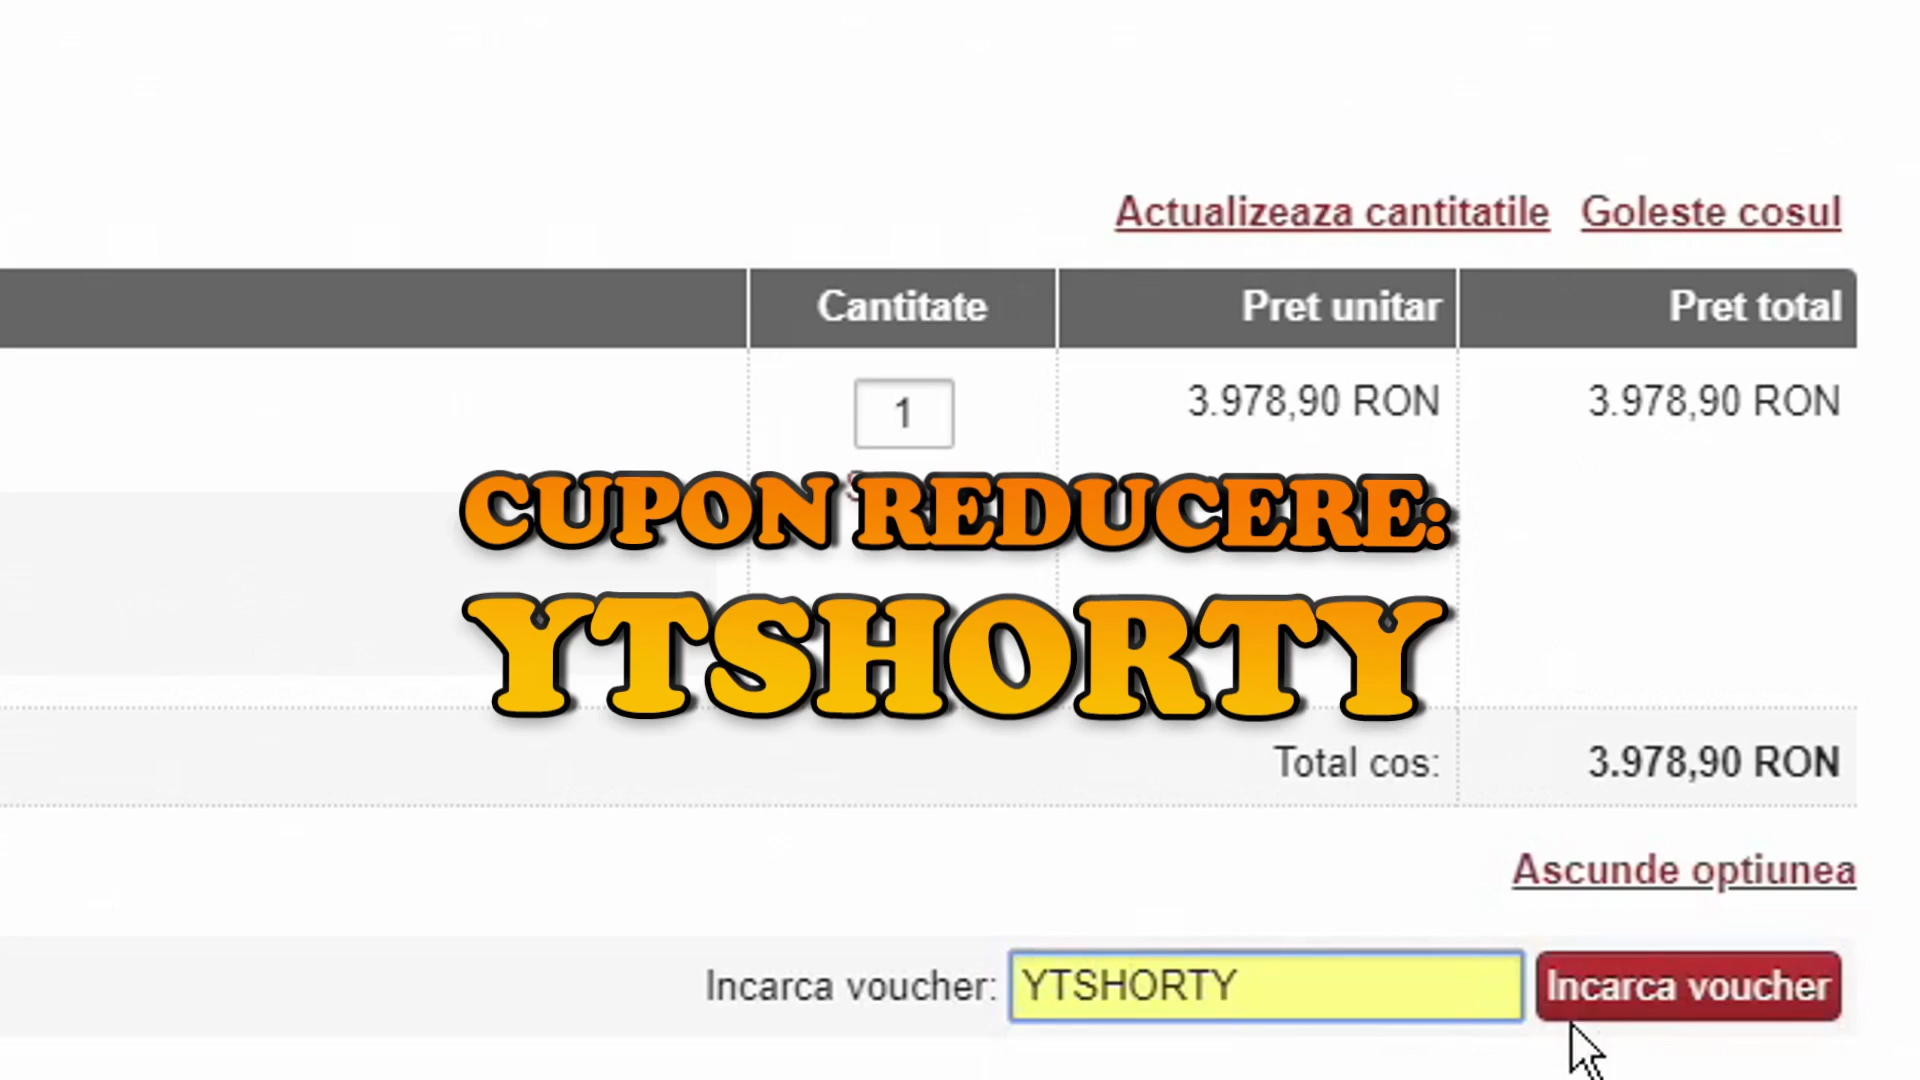 Actualizeaza cantitatile Goleste cosul
Cantitate Pret unitar Pret total
1 3.978,90 RON 3.978,90 RON
CUPON REDUCERE:
YTSHORTY
Total cos: 3.978,90 RON
Ascunde optiunea
Incarca voucher: YTSHORTY Incarca voucher